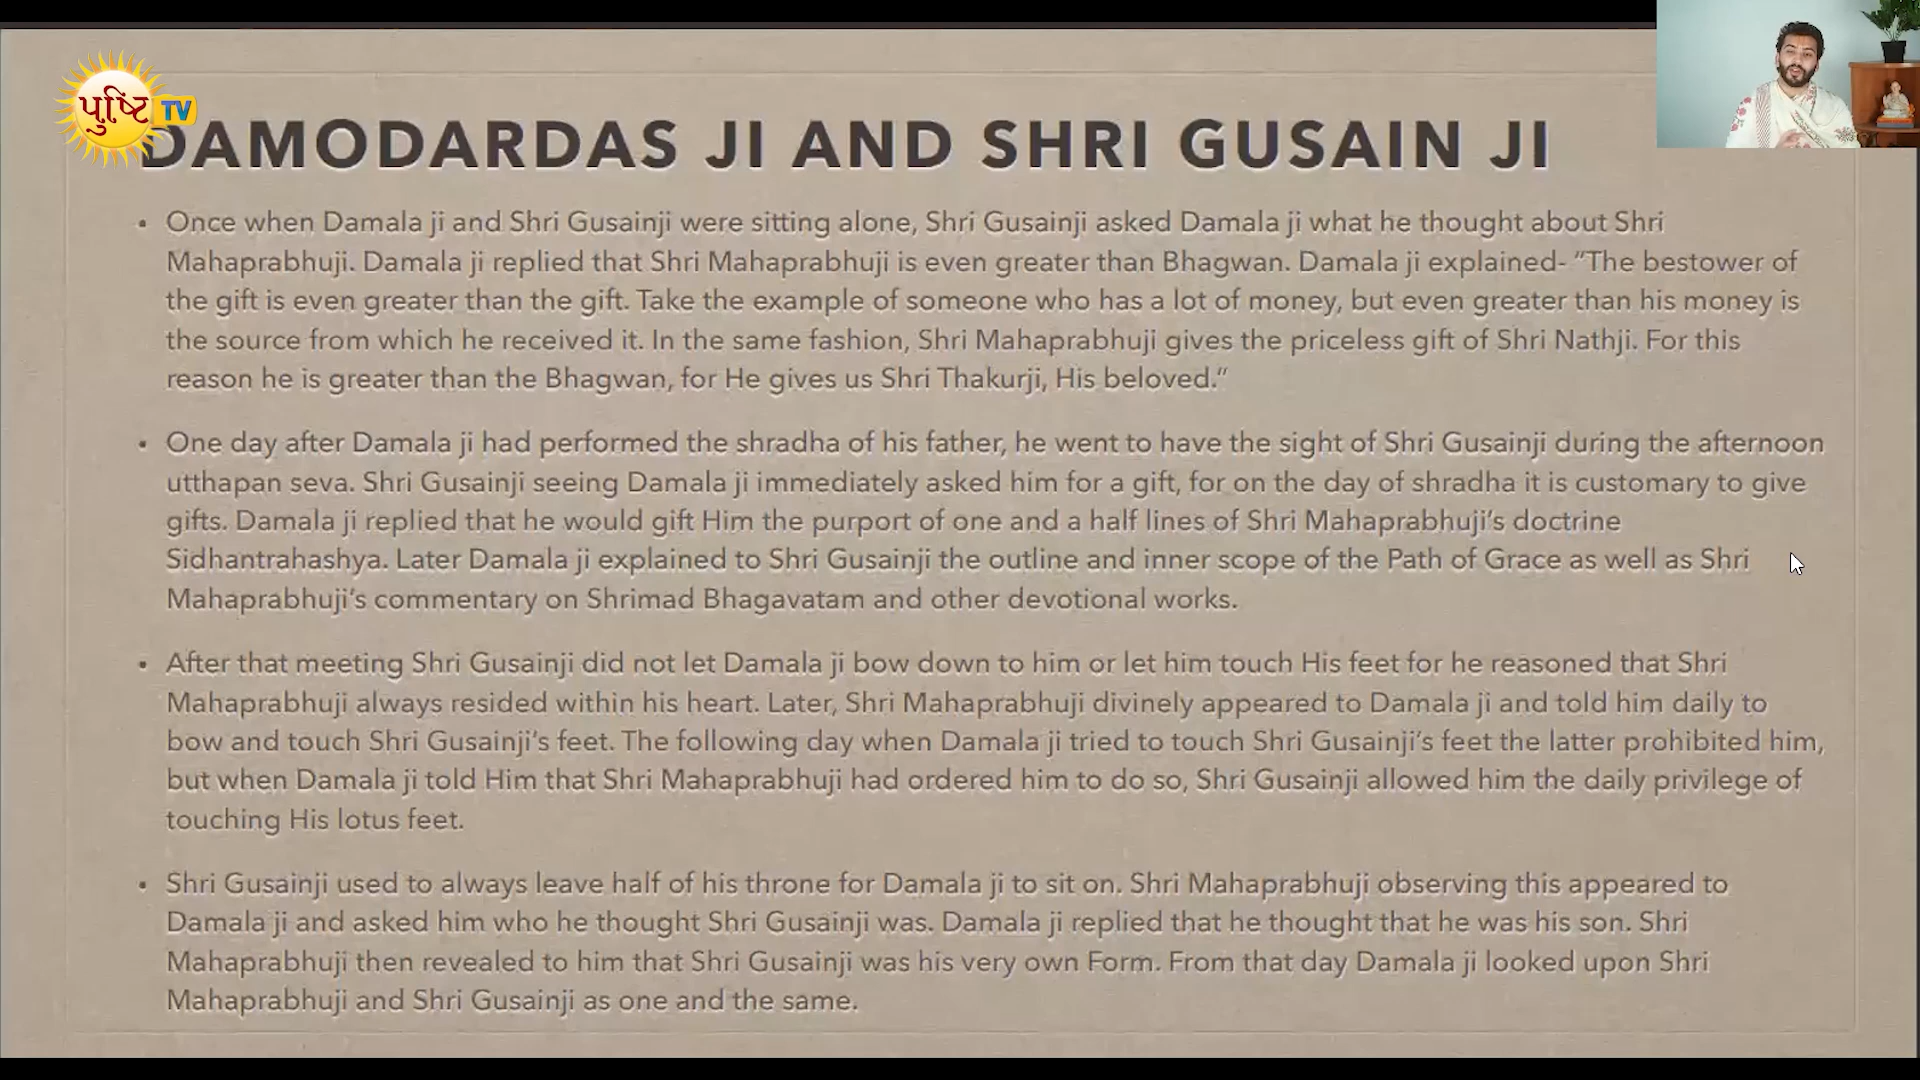 પુષ્ટિ TV
DAMODARDAS JI AND SHRI GUSAIN JI
• Once when Damala ji and Shri Gusainji were sitting alone, Shri Gusainji asked Damala ji what he thought about Shri
Mahaprabhuji. Damala ji replied that Shri Mahaprabhuji is even greater than Bhagwan. Damala ji explained- “The bestower of
the gift is even greater than the gift. Take the example of someone who has a lot of money, but even greater than his money is
the source from which he received it. In the same fashion, Shri Mahaprabhuji gives the priceless gift of Shri Nathji. For this
reason he is greater than the Bhagwan, for He gives us Shri Thakurji, His beloved.”
• One day after Damala ji had performed the shradha of his father, he went to have the sight of Shri Gusainji during the afternoon
utthapan seva. Shri Gusainji seeing Damala ji immediately asked him for a gift, for on the day of shradha it is customary to give
gifts. Damala ji replied that he would gift Him the purport of one and a half lines of Shri Mahaprabhuji’s doctrine
Sidhantrahashya. Later Damala ji explained to Shri Gusainji the outline and inner scope of the Path of Grace as well as Shri
Mahaprabhuji’s commentary on Shrimad Bhagavatam and other devotional works.
• After that meeting Shri Gusainji did not let Damala ji bow down to him or let him touch His feet for he reasoned that Shri
Mahaprabhuji always resided within his heart. Later, Shri Mahaprabhuji divinely appeared to Damala ji and told him daily to
bow and touch Shri Gusainji’s feet. The following day when Damala ji tried to touch Shri Gusainji’s feet the latter prohibited him,
but when Damala ji told Him that Shri Mahaprabhuji had ordered him to do so, Shri Gusainji allowed him the daily privilege of
touching His lotus feet.
• Shri Gusainji used to always leave half of his throne for Damala ji to sit on. Shri Mahaprabhuji observing this appeared to
Damala ji and asked him who he thought Shri Gusainji was. Damala ji replied that he thought that he was his son. Shri
Mahaprabhuji then revealed to him that Shri Gusainji was his very own Form. From that day Damala ji looked upon Shri
Mahaprabhuji and Shri Gusainji as one and the same.